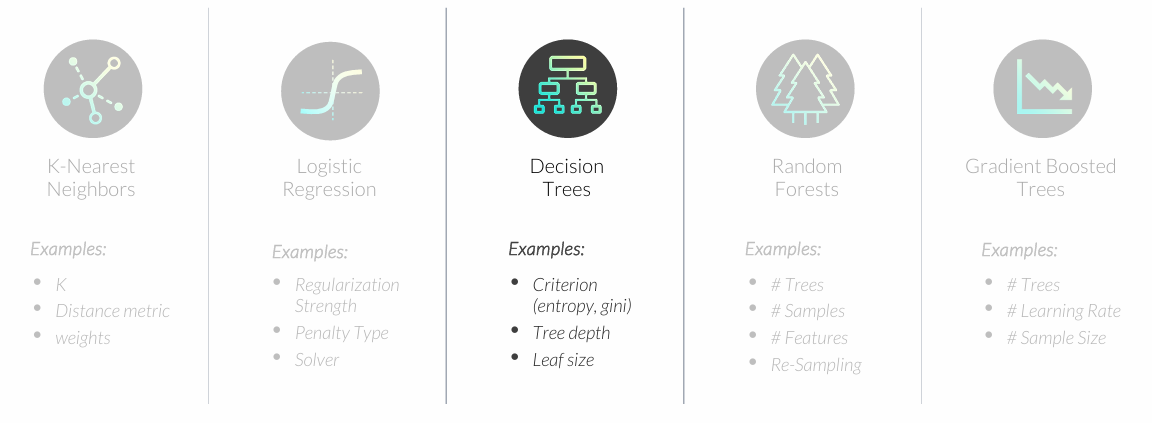 K-Nearest
Neighbors
Examples:
• K
• Distance metric
• weights
Logistic
Regression
Examples:
• Regularization
Strength
• Penalty Type
• Solver
Decision
Trees
Examples:
• Criterion
(entropy, gini)
• Tree depth
• Leaf size
Random
Forests
Examples:
• # Trees
• # Samples
• # Features
• Re-Sampling
Gradient Boosted
Trees
Examples:
• # Trees
• # Learning Rate
• # Sample Size